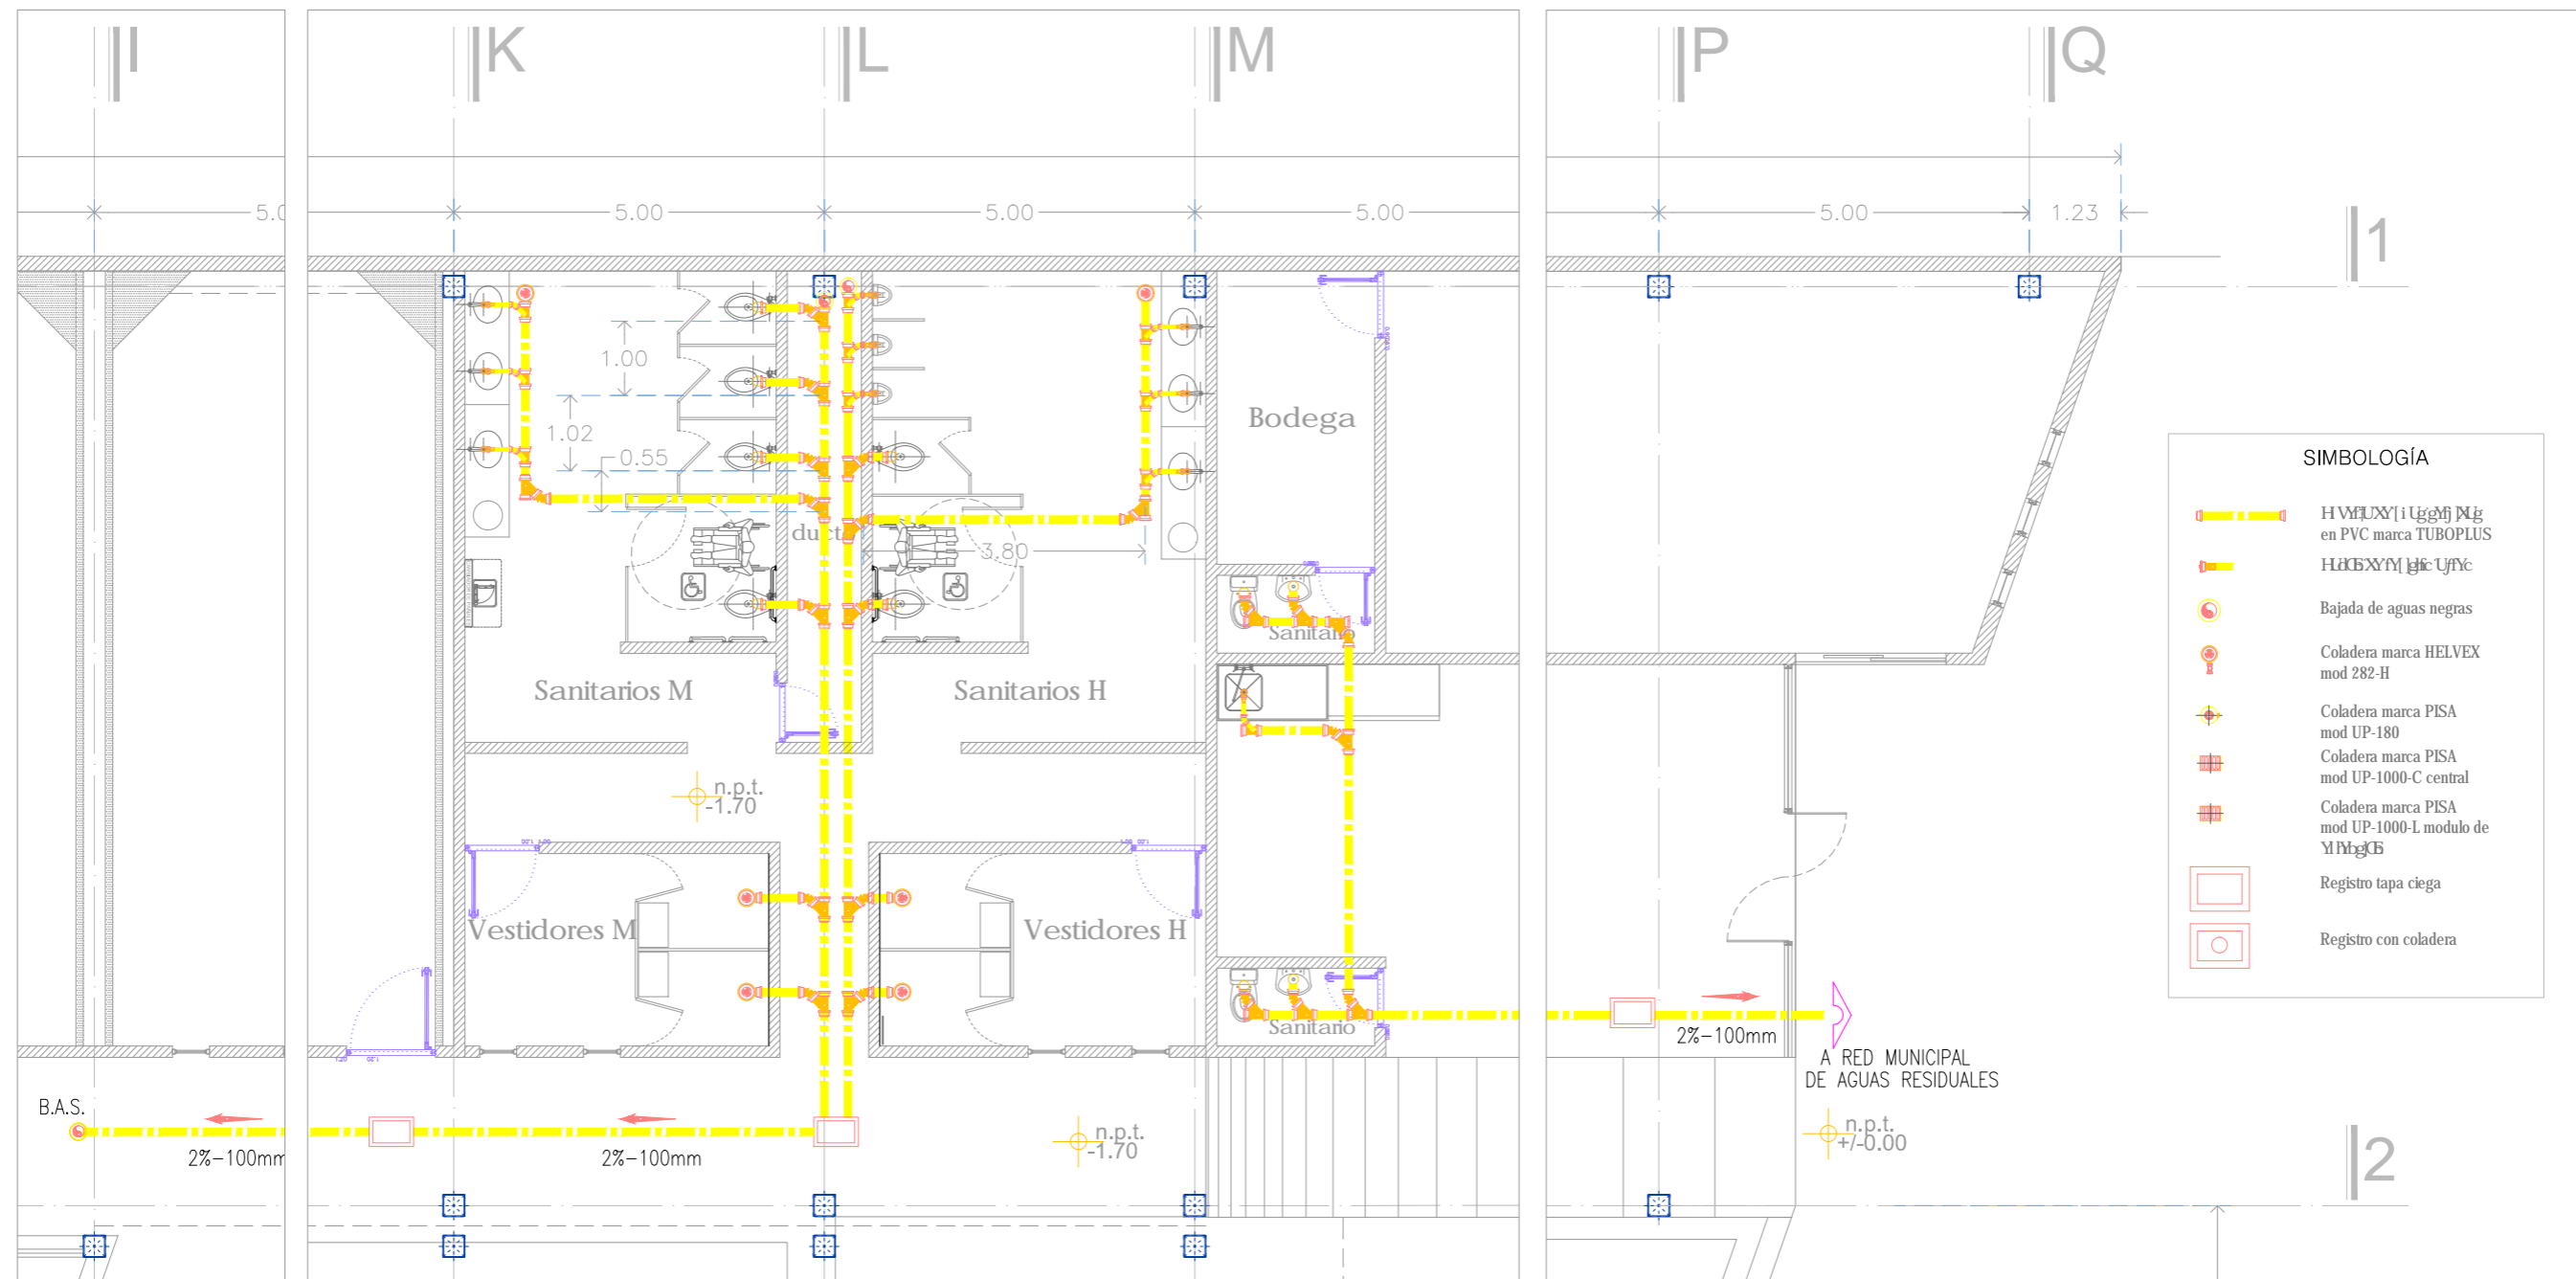 I
K
L
M
P
Q
5.00
5.00
5.00
5.00
1.23
1
1.00
1.02
0.55
ducto
3.80
Bodega
Sanitario
Sanitarios M
Sanitarios H
n.p.t.
-1.70
Vestidores M
Vestidores H
Sanitario
B.A.S.
2%-100mm
2%-100mm
n.p.t.
-1.70
2%-100mm
A RED MUNICIPAL
DE AGUAS RESIDUALES
n.p.t.
+/-0.00
2
SIMBOLOGÍA
en PVC marca TUBOPLUS
Bajada de aguas negras
Coladera marca HELVEX
mod 282-H
Coladera marca PISA
mod UP-180
Coladera marca PISA
mod UP-1000-C central
Coladera marca PISA
mod UP-1000-L modulo de
Registro tapa ciega
Registro con coladera